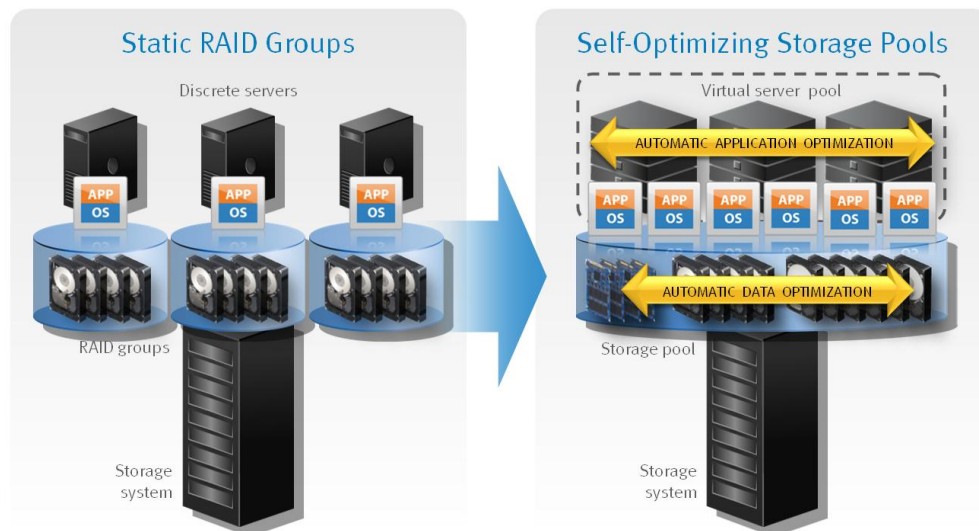 Static RAID Groups
Discrete servers
APP
OS
APP
OS
APP
OS
RAID groups
Storage
system
Self-Optimizing Storage Pools
Virtual server pool
AUTOMATIC APPLICATION OPTIMIZATION
APP
OS
APP
OS
APP
OS
APP
OS
APP
OS
APP
OS
AUTOMATIC DATA OPTIMIZATION
Storage pool
Storage
system